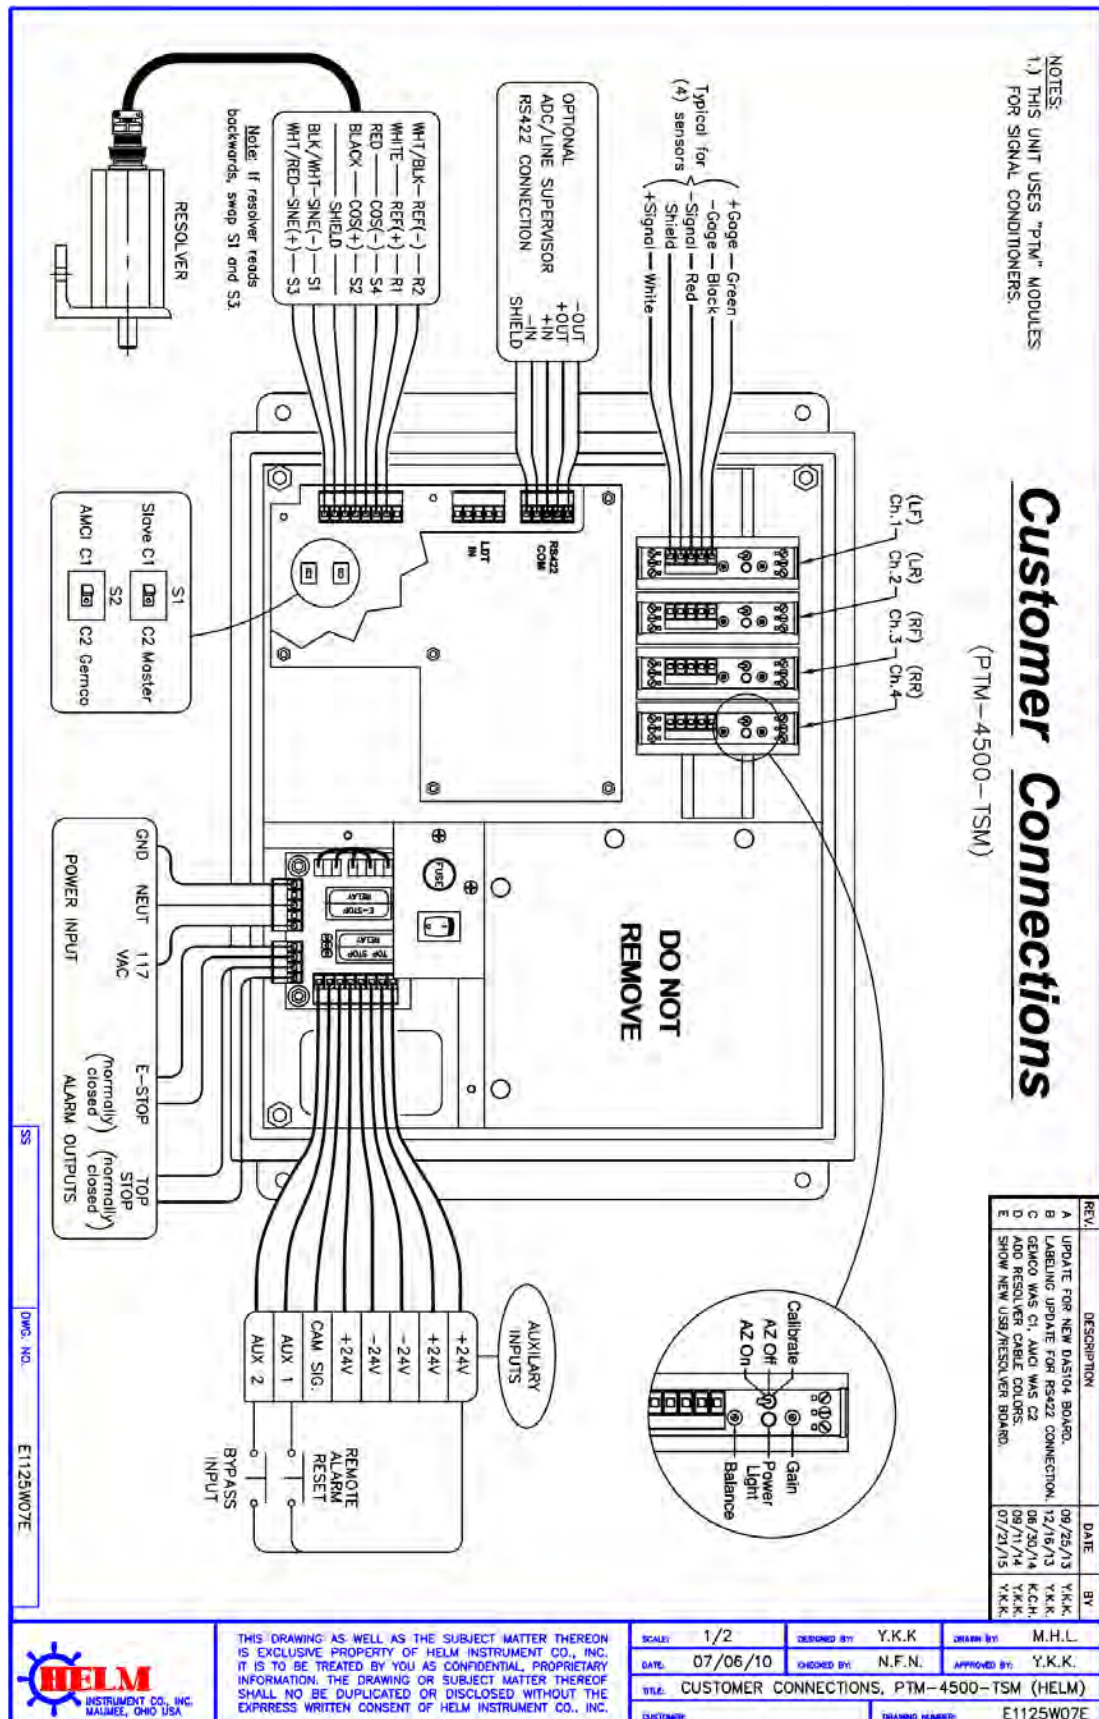 Customer Connections
(PTM-4500-TSM)
NOTES:
1.) THIS UNIT USES "PTM" MODULES
FOR SIGNAL CONDITIONERS.
REV.
DESCRIPTION
DATE
BY
A UPDATE FOR NEW DAS104 BOARD. 09/25/13 Y.K.K.
B LABELING UPDATE FOR RS422 CONNECTION. 12/16/13 Y.K.K.
C GEMCO WAS C1, AMCI WAS C2 06/30/14 K.C.H.
D ADD RESOLVER CABLE COLORS. 09/11/14 Y.K.K.
E SHOW NEW USB/RESOLVER BOARD. 07/21/15 Y.K.K.
Typical for
(4) sensors
+Gage — Green
-Gage — Black
-Signal — Red
Shield
+Signal — White
(LF)
Ch.1
(LR)
Ch.2
(RF)
Ch.3
(RR)
Ch.4
Calibrate
AZ Off
AZ On
Gain
Power
Light
Balance
OPTIONAL
ADC/LINE SUPERVISOR
RS422 CONNECTION
-OUT
+OUT
+IN
-IN
SHIELD
RS422
COM
LDT
IN
WHT/BLK — REF(-) — R2
WHITE — REF(+) — R1
RED — COS(-) — S4
BLACK — COS(+) — S2
SHIELD
BLK/WHT-SINE(-) — S1
WHT/RED-SINE(+) — S3
Note: If resolver reads
backwards, swap S1 and S3.
RESOLVER
S1
Slave C1
C2 Master
S2
AMCI C1
C2 Gemco
DO NOT
REMOVE
FUSE
E-STOP
RELAY
TOP STOP
RELAY
GND
NEUT
117
VAC
POWER INPUT
E-STOP
(normally
closed)
TOP
STOP
(normally
closed)
ALARM OUTPUTS
AUXILARY
INPUTS
+24V
+24V
-24V
-24V
+24V
CAM SIG.
AUX 1
AUX 2
REMOTE
ALARM
RESET
BYPASS
INPUT
SS
DWG. NO.
E1125W07E
HELM
INSTRUMENT CO., INC.
MAUMEE, OHIO USA
THIS DRAWING AS WELL AS THE SUBJECT MATTER THEREON
IS EXCLUSIVE PROPERTY OF HELM INSTRUMENT CO., INC.
IT IS TO BE TREATED BY YOU AS CONFIDENTIAL, PROPRIETARY
INFORMATION. THE DRAWING OR SUBJECT MATTER THEREOF
SHALL NO BE DUPLICATED OR DISCLOSED WITHOUT THE
EXPRRESS WRITTEN CONSENT OF HELM INSTRUMENT CO., INC.
SCALE: 1/2
DESIGNED BY: Y.K.K
DRAWN BY: M.H.L.
DATE: 07/06/10
CHECKED BY: N.F.N.
APPROVED BY: Y.K.K.
TITLE: CUSTOMER CONNECTIONS, PTM-4500-TSM (HELM)
CUSTOMER:
DRAWING NUMBER: E1125W07E